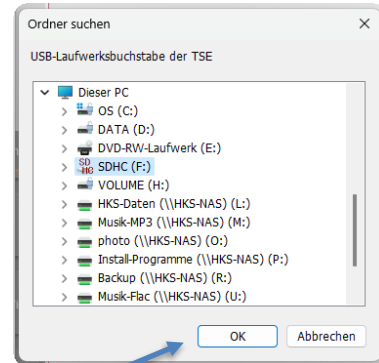 Ordner suchen
USB-Laufwerksbuchstabe der TSE
Dieser PC
OS (C:)
DATA (D:)
DVD-RW-Laufwerk (E:)
SD HC SDHC (F:)
VOLUME (H:)
HKS-Daten (\\HKS-NAS) (L:)
Musik-MP3 (\\HKS-NAS) (M:)
photo (\\HKS-NAS) (O:)
Install-Programme (\\HKS-NAS) (P:)
Backup (\\HKS-NAS) (R:)
Musik-Flac (\\HKS-NAS) (U:)
OK Abbrechen